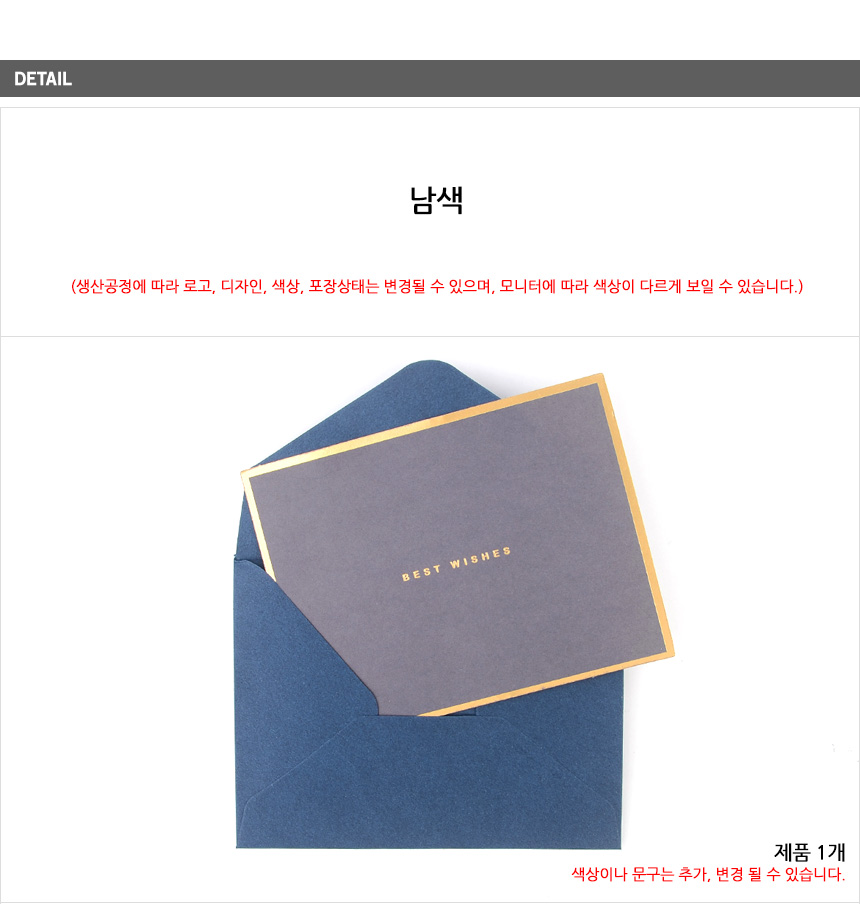 DETAIL
남색
(생산공정에 따라 로고, 디자인, 색상, 포장상태는 변경될 수 있으며, 모니터에 따라 색상이 다르게 보일 수 있습니다.)
BEST WISHES
제품 1개
색상이나 문구는 추가, 변경 될 수 있습니다.